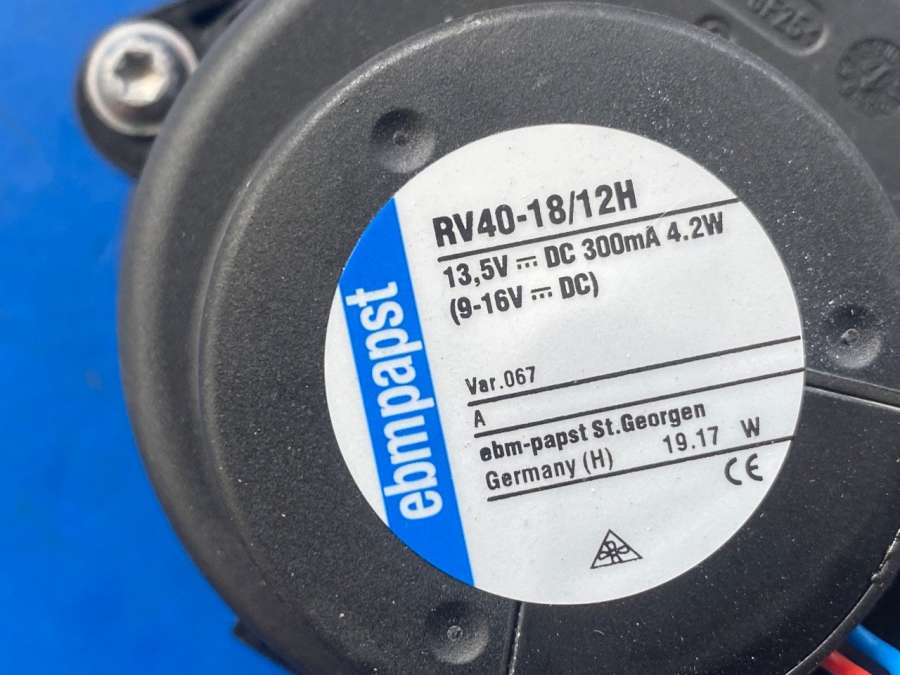 RV40-18/12H
13,5V ⎓ DC 300mA 4.2W
(9-16V ⎓ DC)
ebmpapst
Var.067
A
ebm-papst St.Georgen
Germany (H) 19.17 W
CE